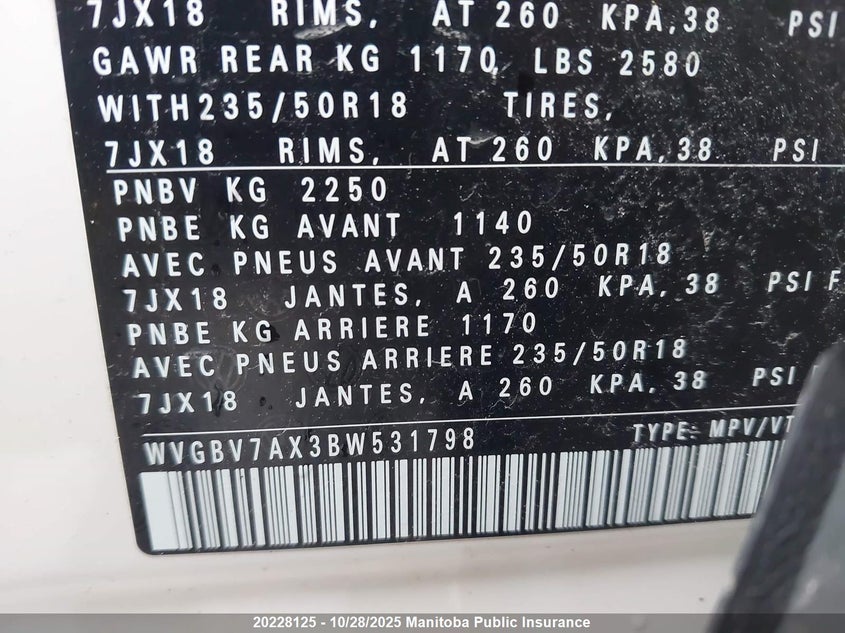 7JX18 RIMS, AT 260 KPA,38 PSI
GAWR REAR KG 1170, LBS 2580
WITH235/50R18 TIRES,
7JX18 RIMS, AT 260 KPA,38 PSI
PNBV KG 2250
PNBE KG AVANT 1140
AVEC PNEUS AVANT 235/50R18
7JX18 JANTES, A 260 KPA, 38 PSI F
PNBE KG ARRIERE 1170
AVEC PNEUS ARRIERE 235/50R18
7JX18 JANTES, A 260 KPA, 38 PSI
WVGBV7AX3BW531798 TYPE: MPV/VT
20228125 - 10/28/2025 Manitoba Public Insurance